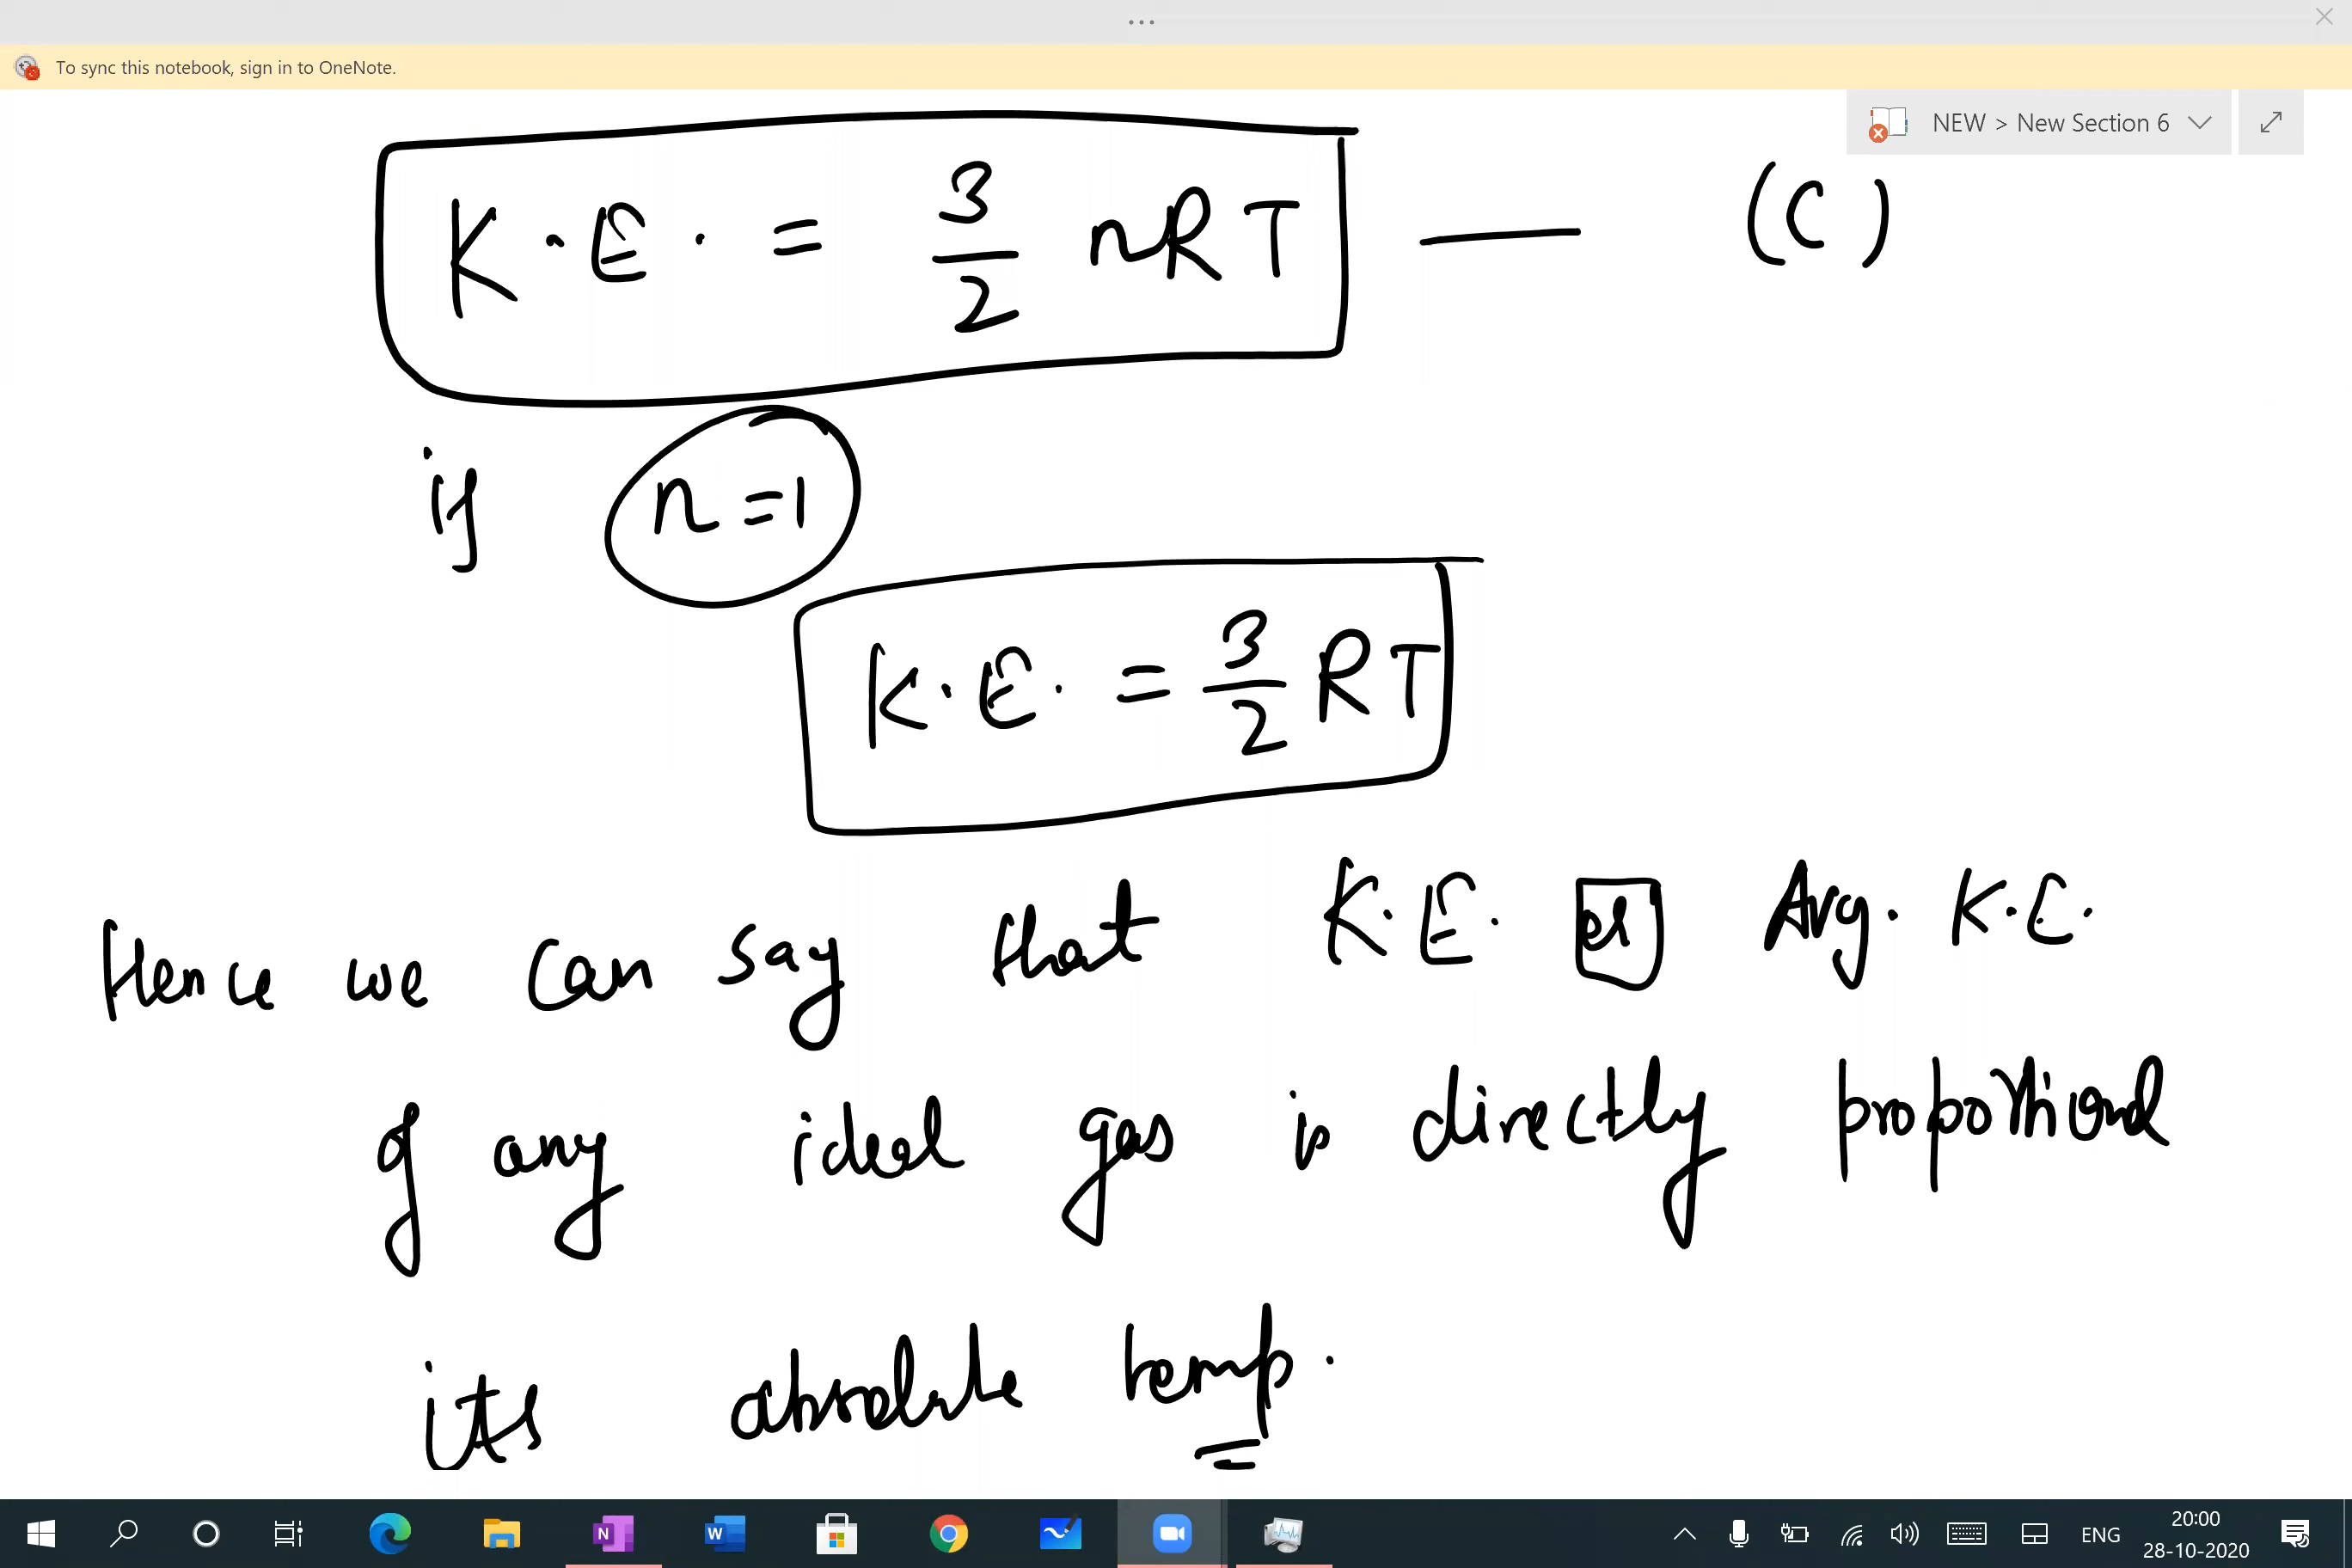 To sync this notebook, sign in to OneNote.
NEW > New Section 6
K.E. = 3/2 nRT — (C)
if n=1
K.E. = 3/2 RT
Hence we can say that K.E. or Avg. K.E.
of any ideal gas is directly proportional
its absolute temp.
ENG
20:00
28-10-2020